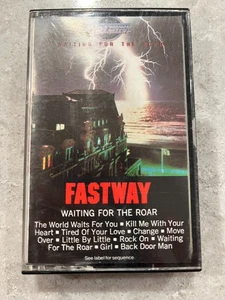 WAITING FOR THE
FASTWAY
WAITING FOR THE ROAR
The World Waits For You ▪ Kill Me With Your
Heart ▪ Tired Of Your Love ▪ Change ▪ Move
Over ▪ Little By Little ▪ Rock On ▪ Waiting
For The Roar ▪ Girl ▪ Back Door Man
See label for sequence.